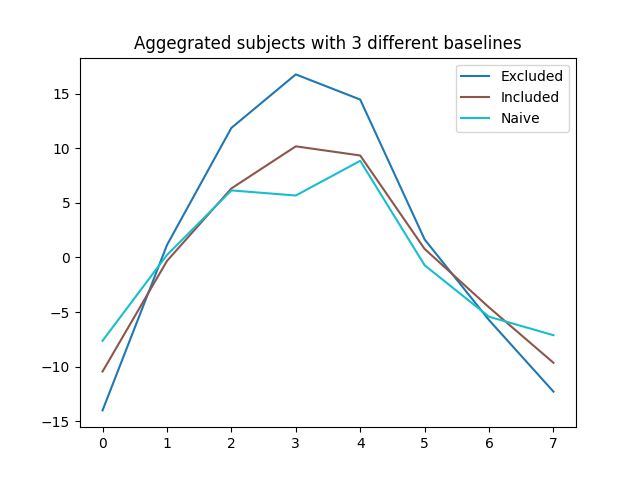 Aggegrated subjects with 3 different baselines
Excluded
Included
Naive
15
10
5
0
−5
−10
−15
0 1 2 3 4 5 6 7